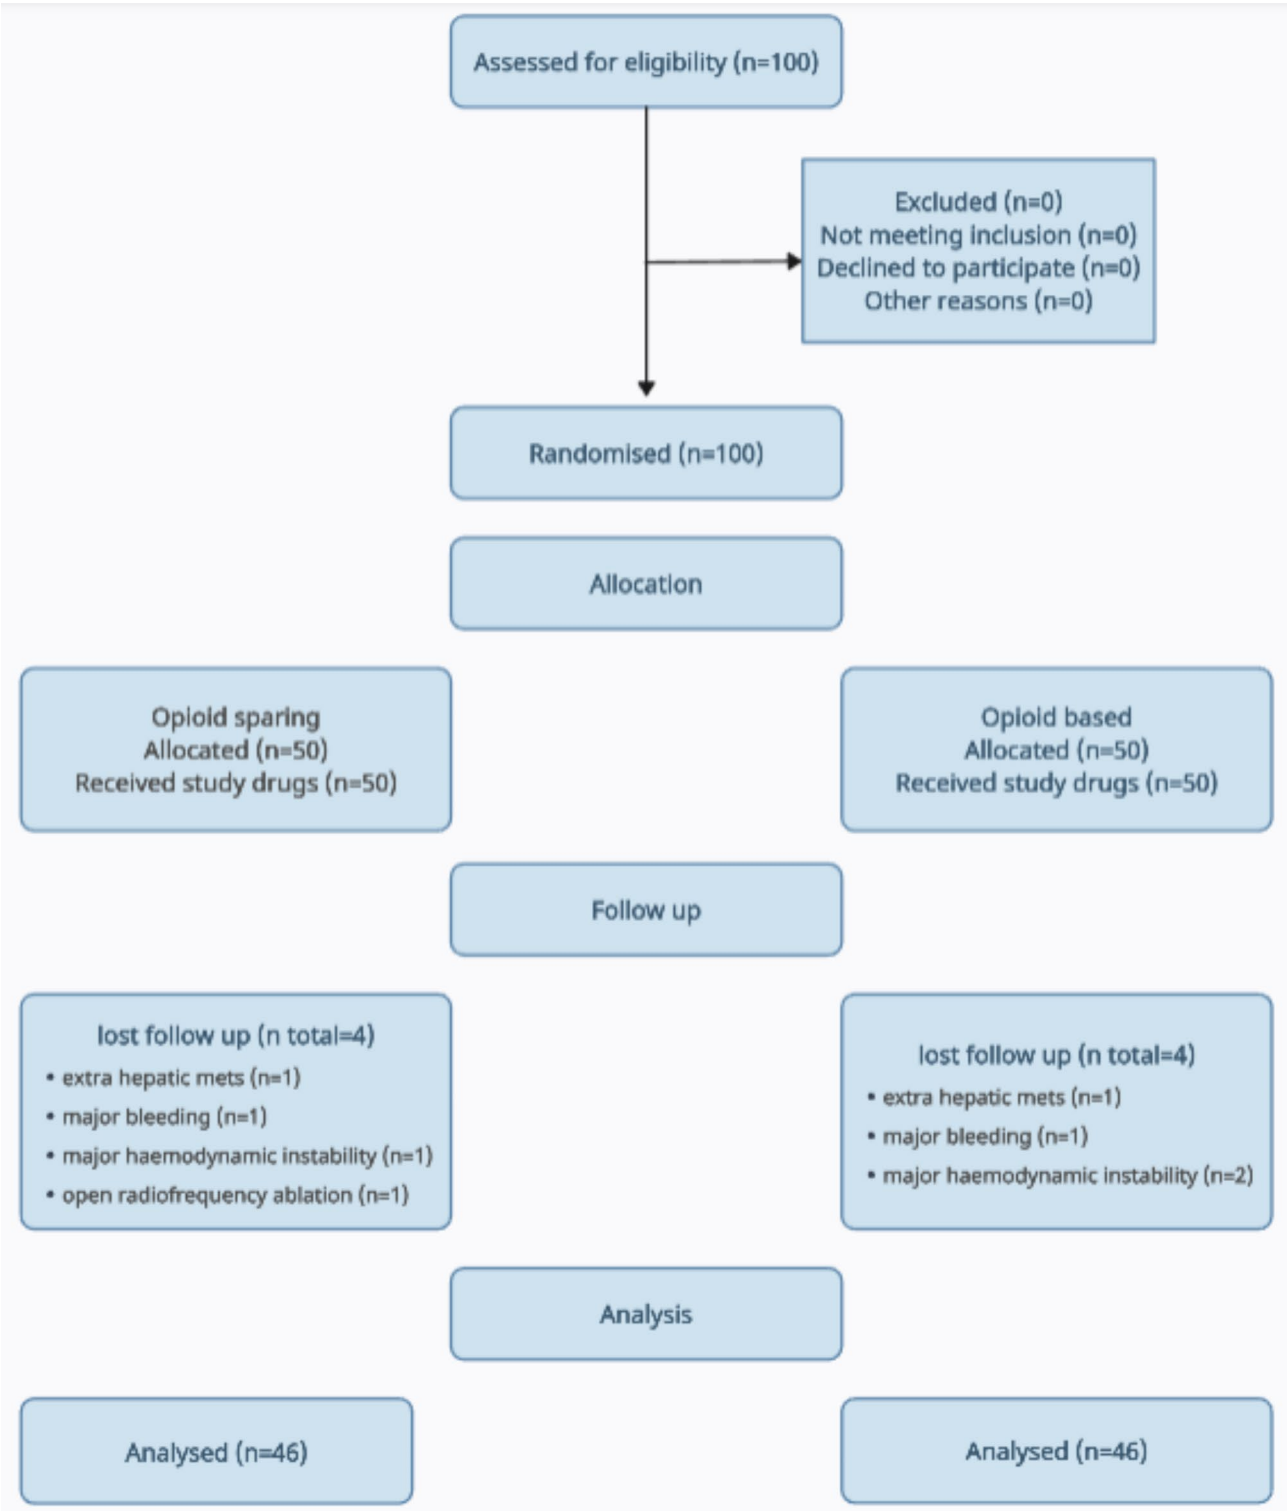 Assessed for eligibility (n=100)
Excluded (n=0)
Not meeting inclusion (n=0)
Declined to participate (n=0)
Other reasons (n=0)
Randomised (n=100)
Allocation
Opioid sparing
Allocated (n=50)
Received study drugs (n=50)
Opioid based
Allocated (n=50)
Received study drugs (n=50)
Follow up
lost follow up (n total=4)
• extra hepatic mets (n=1)
• major bleeding (n=1)
• major haemodynamic instability (n=1)
• open radiofrequency ablation (n=1)
lost follow up (n total=4)
• extra hepatic mets (n=1)
• major bleeding (n=1)
• major haemodynamic instability (n=2)
Analysis
Analysed (n=46)
Analysed (n=46)